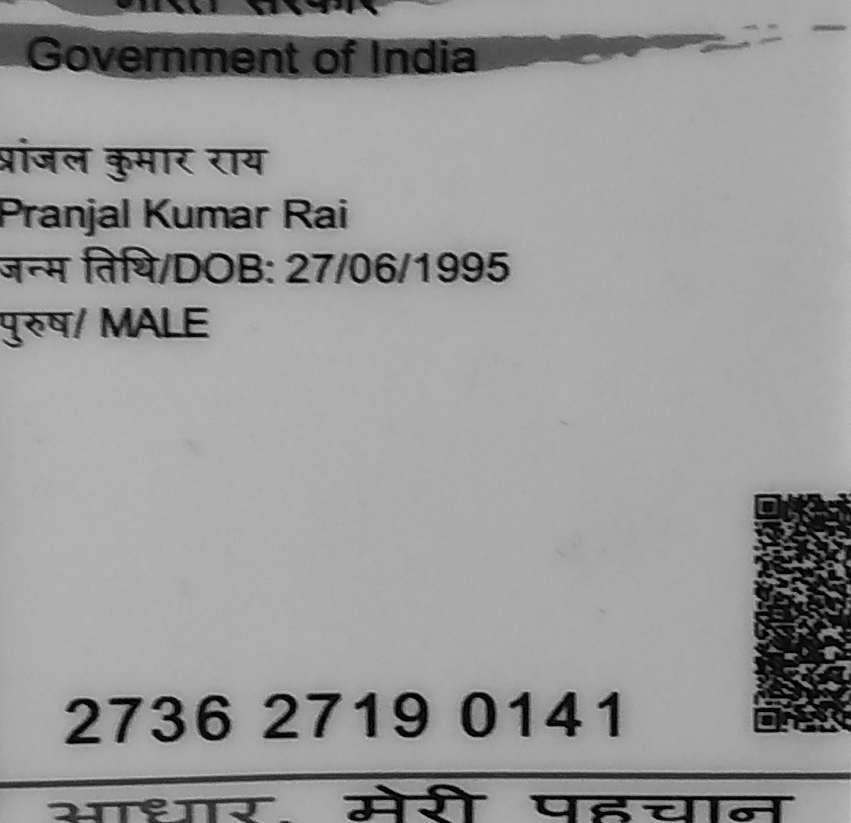 भारत सरकार
Government of India
प्रांजल कुमार राय
Pranjal Kumar Rai
जन्म तिथि/DOB: 27/06/1995
पुरुष/ MALE
2736 2719 0141
आधार, मेरी पहचान